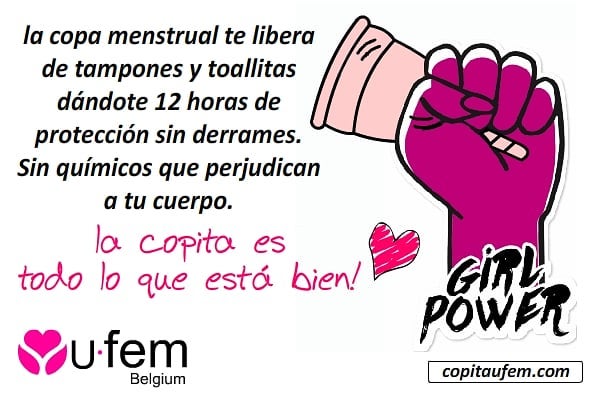 la copa menstrual te libera
de tampones y toallitas
dándote 12 horas de
protección sin derrames.
Sin químicos que perjudican
a tu cuerpo.
la copita es
todo lo que está bien!
GIRL
POWER
u·fem
Belgium
copitaufem.com